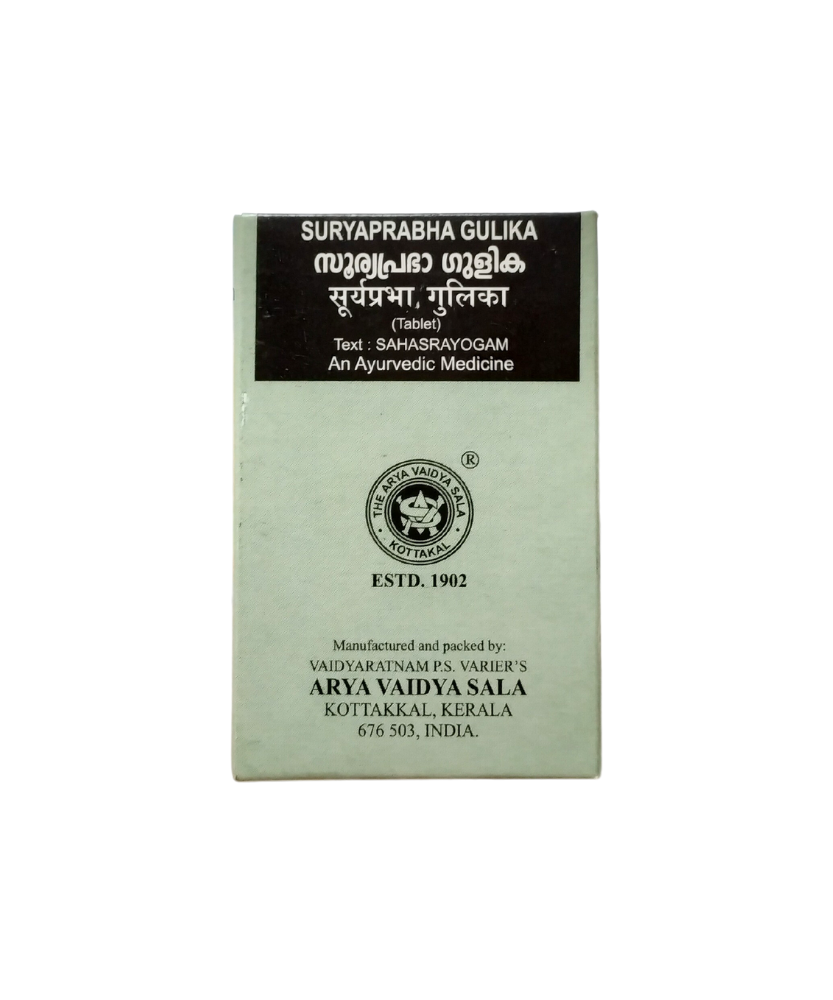 SURYAPRABHA GULIKA
സൂര്യപ്രഭാ ഗുളിക
सूर्यप्रभा गुलिका
(Tablet)
Text : SAHASRAYOGAM
An Ayurvedic Medicine
®
THE ARYA VAIDYA SALA
• KOTTAKAL •
ESTD. 1902
Manufactured and packed by:
VAIDYARATNAM P.S. VARIER'S
ARYA VAIDYA SALA
KOTTAKKAL, KERALA
676 503, INDIA.